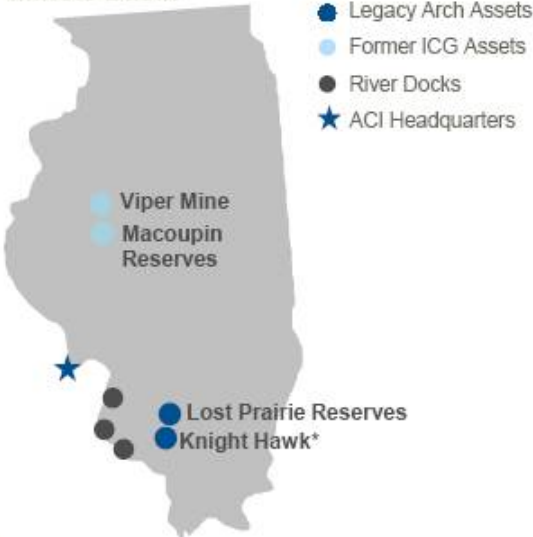 Legacy Arch Assets
Former ICG Assets
River Docks
ACI Headquarters
Viper Mine
Macoupin
Reserves
Lost Prairie Reserves
Knight Hawk*